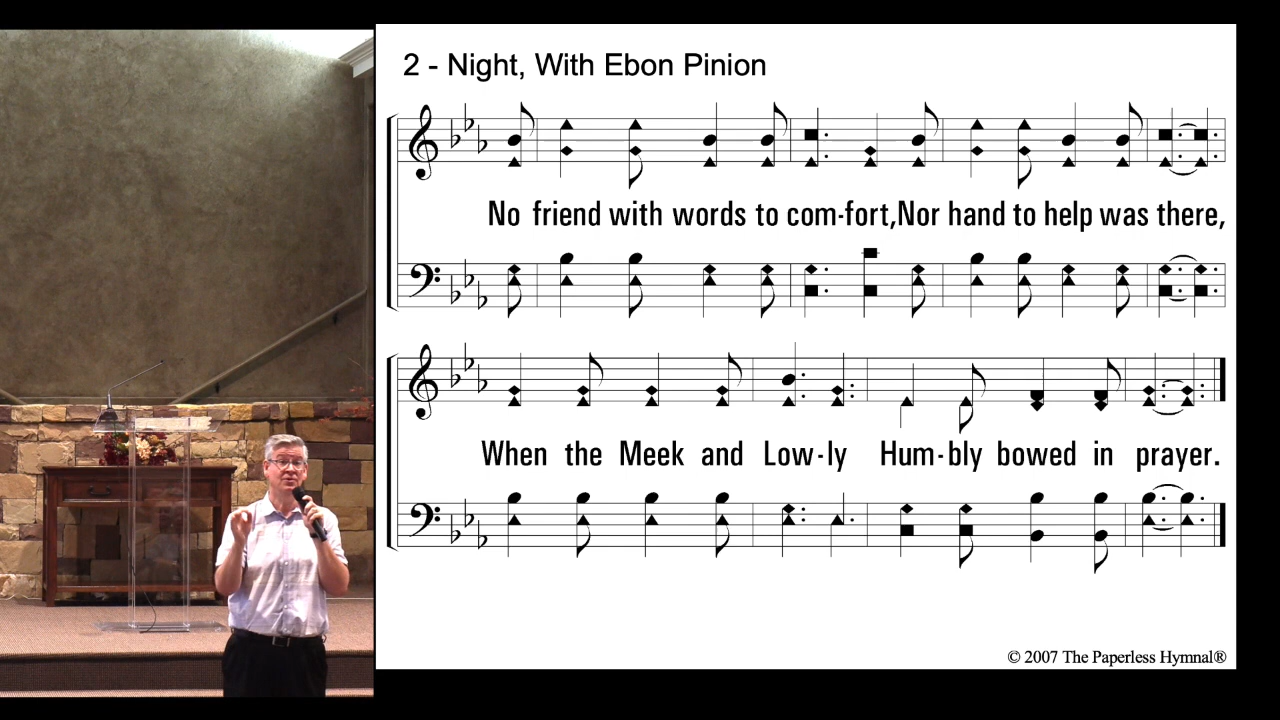 2 - Night, With Ebon Pinion
No friend with words to com-fort, Nor hand to help was there,
When the Meek and Low-ly Hum-bly bowed in prayer.
© 2007 The Paperless Hymnal®